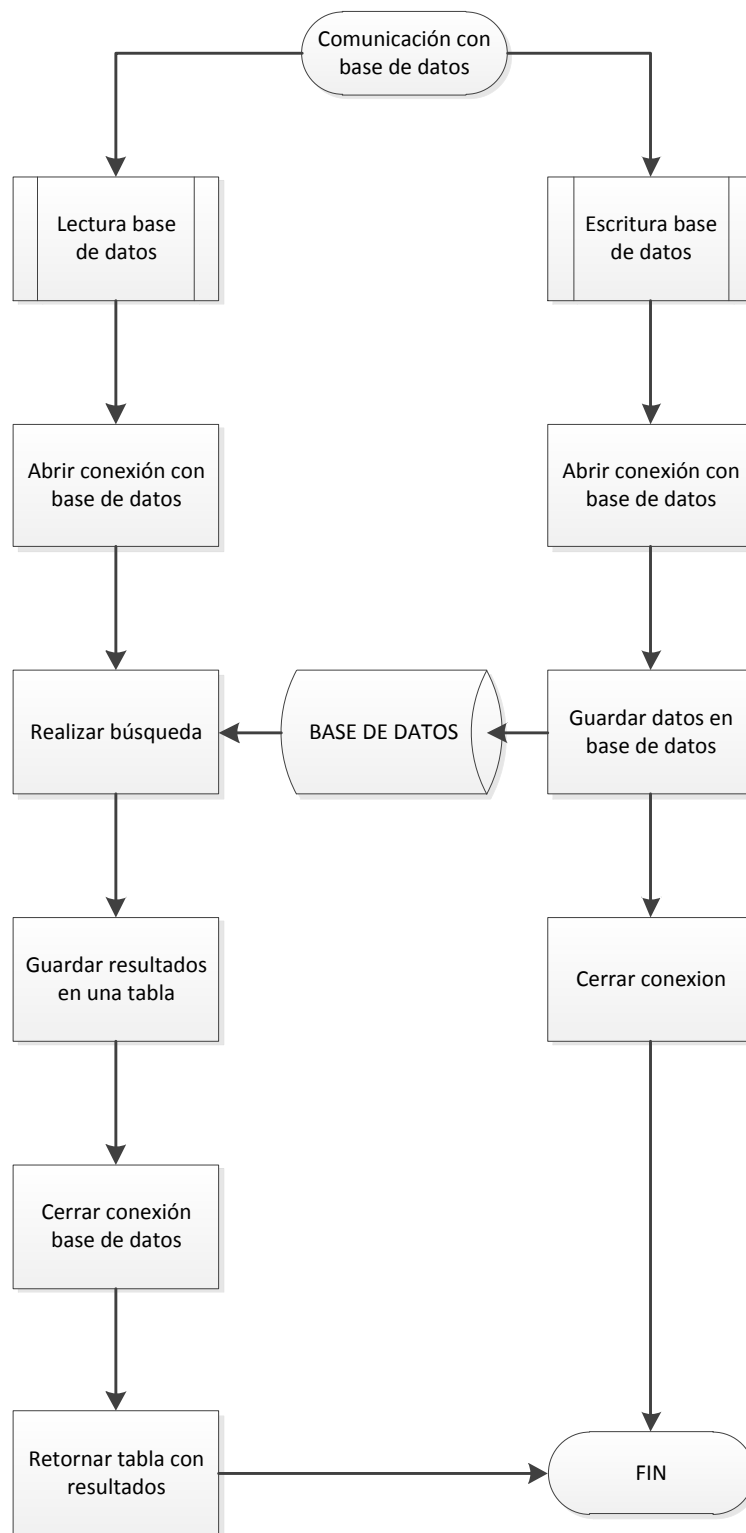 Comunicación con
base de datos
Lectura base
de datos
Escritura base
de datos
Abrir conexión con
base de datos
Abrir conexión con
base de datos
Realizar búsqueda
BASE DE DATOS
Guardar datos en
base de datos
Guardar resultados
en una tabla
Cerrar conexion
Cerrar conexión
base de datos
Retornar tabla con
resultados
FIN